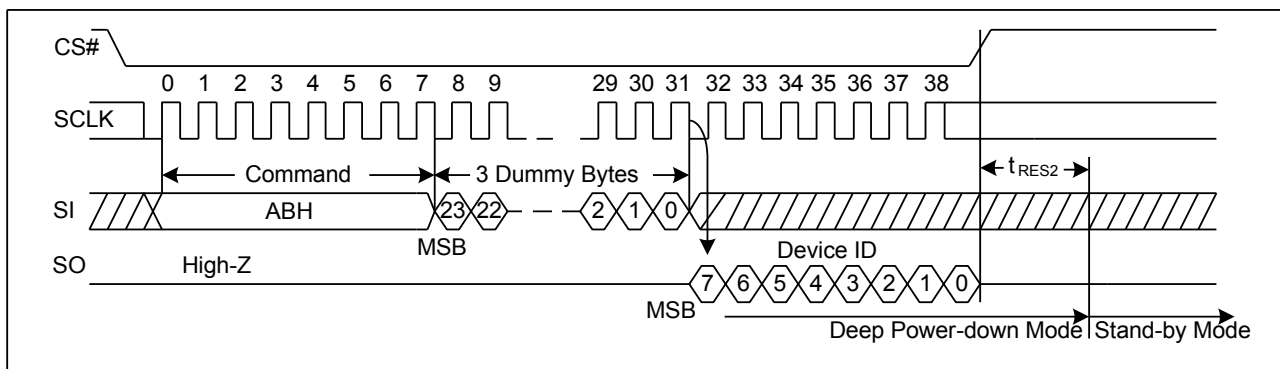 CS#
0 1 2 3 4 5 6 7 8 9 29 30 31 32 33 34 35 36 37 38
SCLK
Command 3 Dummy Bytes tRES2
SI ABH 23 22 2 1 0
MSB Device ID
SO High-Z
7 6 5 4 3 2 1 0
MSB
Deep Power-down Mode Stand-by Mode